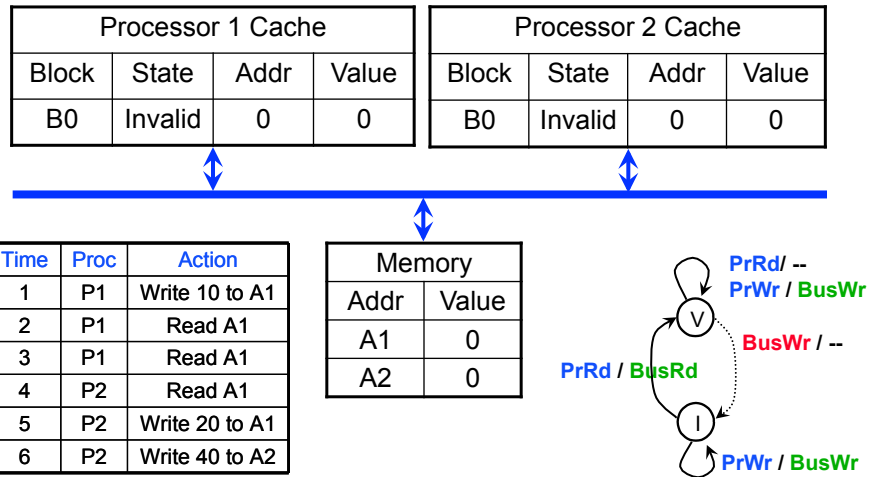 Processor 1 Cache
Block State Addr Value
B0 Invalid 0 0
Processor 2 Cache
Block State Addr Value
B0 Invalid 0 0
Time Proc Action
1 P1 Write 10 to A1
2 P1 Read A1
3 P1 Read A1
4 P2 Read A1
5 P2 Write 20 to A1
6 P2 Write 40 to A2
Memory
Addr Value
A1 0
A2 0
PrRd/ --
PrWr / BusWr
V
BusWr / --
PrRd / BusRd
I
PrWr / BusWr